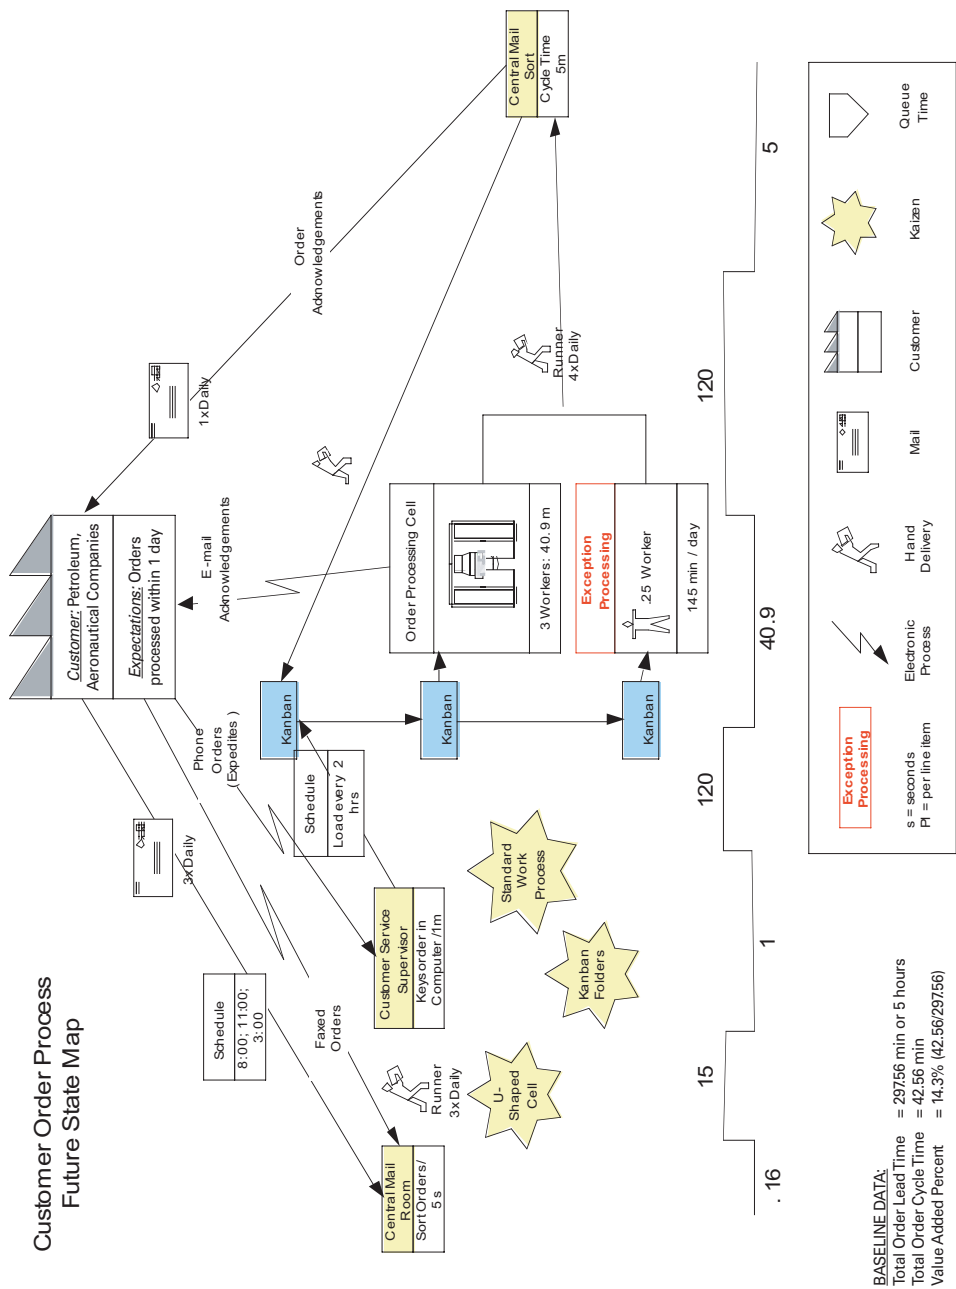 Customer Order Process
Future State Map
Customer: Petroleum,
Aeronautical Companies
Expectations: Orders
processed within 1 day
3xDaily
1xDaily
Order
Acknowledgements
E-mail
Acknowledgements
Phone
Orders
(Expedites )
Faxed
Orders
Schedule
8:00; 11:00;
3:00
Schedule
Load every 2
hrs
Central Mail
Room
Sort Orders/
5 s
Runner
3xDaily
Customer Service
Supervisor
Keysorder in
Computer /1m
Kanban
Kanban
Kanban
Order Processing Cell
3 Workers: 40.9 m
Exception
Processing
.25 Worker
145 min / day
Runner
4xDaily
Central Mail
Sort
Cycle Time
5m
U-
Shaped
Cell
Kanban
Folders
Standard
Work
Process
.16
15
1
120
40.9
120
5
BASELINE DATA:
Total Order Lead Time = 297.56 min or 5 hours
Total Order Cycle Time = 42.56 min
Value Added Percent = 14.3% (42.56/297.56)
Exception
Processing
s = seconds
PI = per line item
Electronic
Process
Hand
Delivery
Mail
Customer
Kaizen
Queue
Time